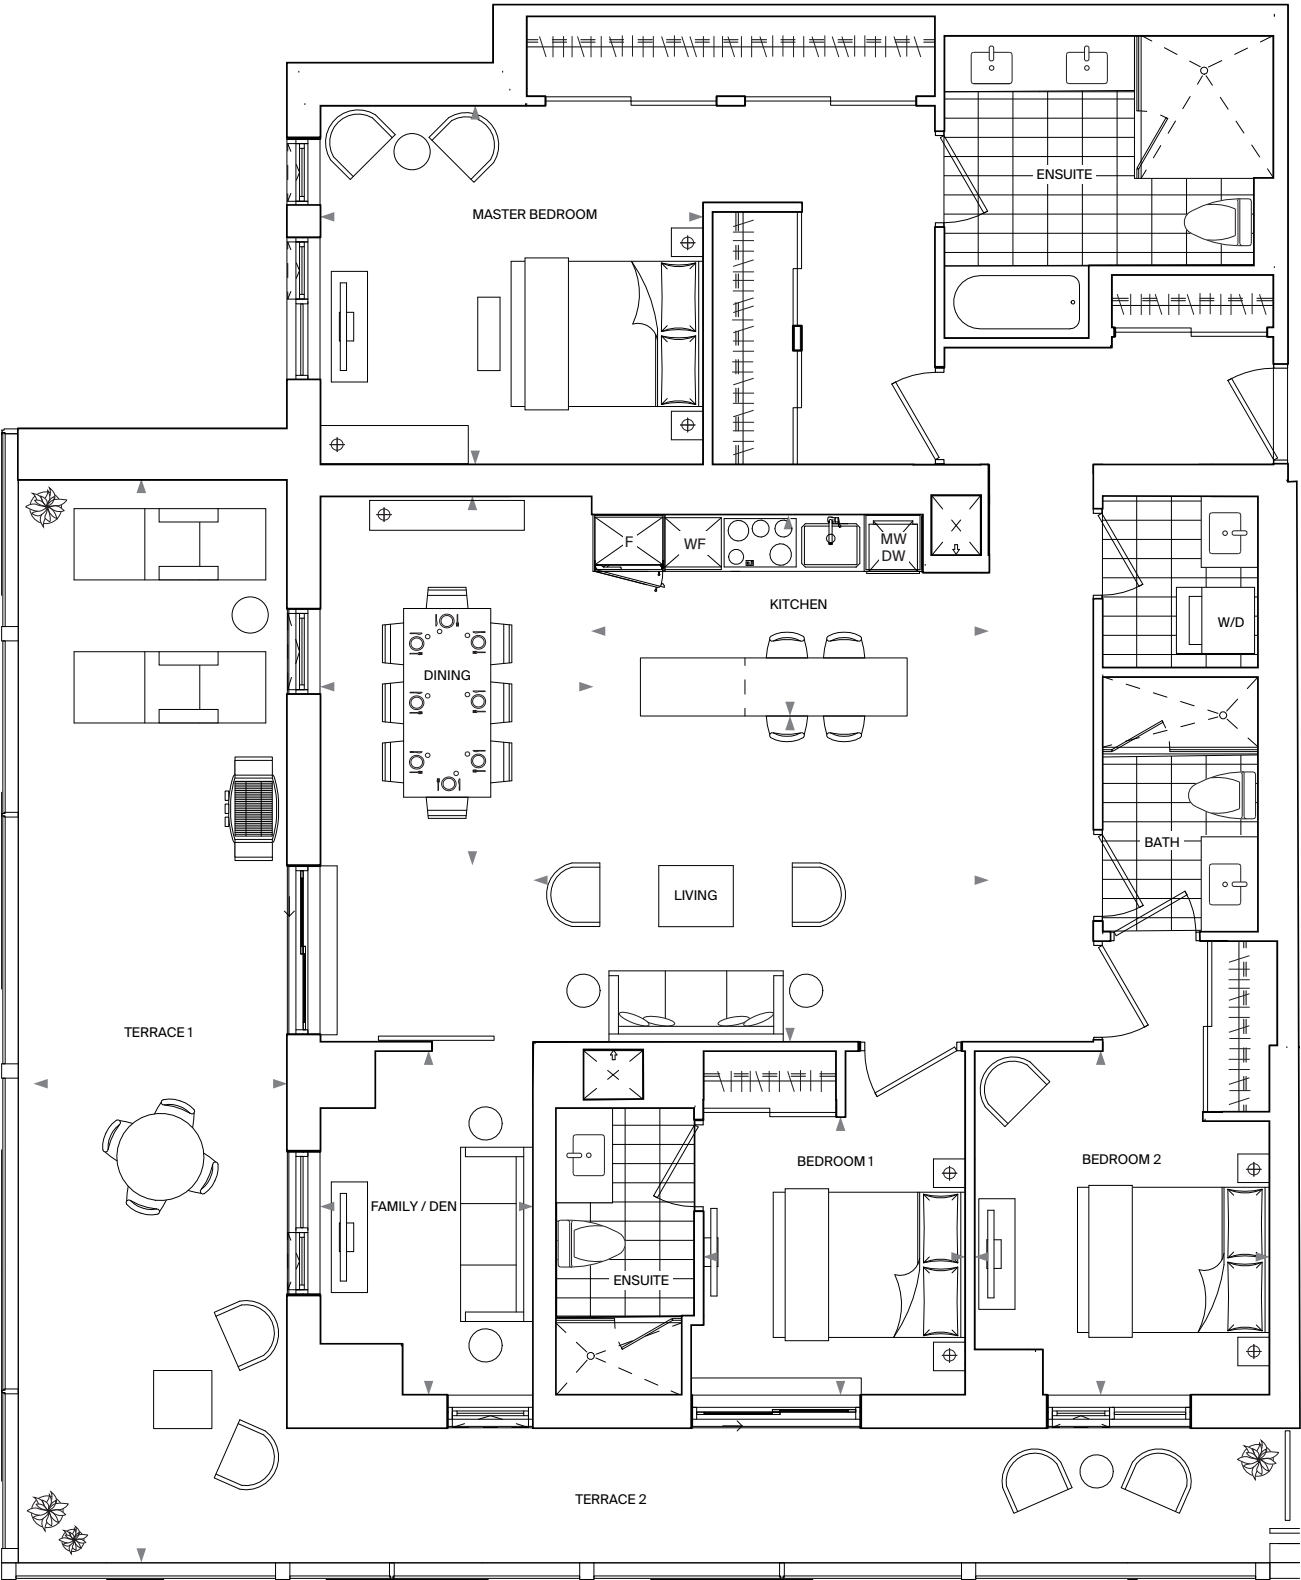 ENSUITE
MASTER BEDROOM
F
WF
MW
DW
KITCHEN
W/D
DINING
BATH
LIVING
TERRACE 1
BEDROOM 1
BEDROOM 2
FAMILY / DEN
ENSUITE
TERRACE 2